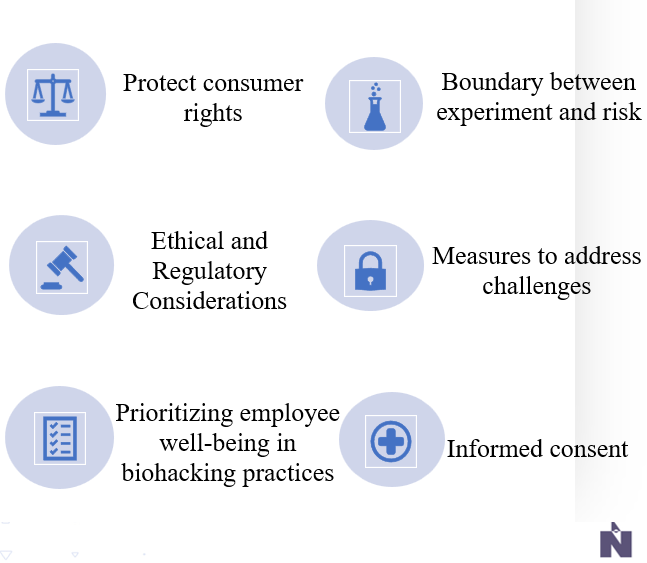 Protect consumer
rights
Boundary between
experiment and risk
Ethical and
Regulatory
Considerations
Measures to address
challenges
Prioritizing employee
well-being in
biohacking practices
Informed consent
N